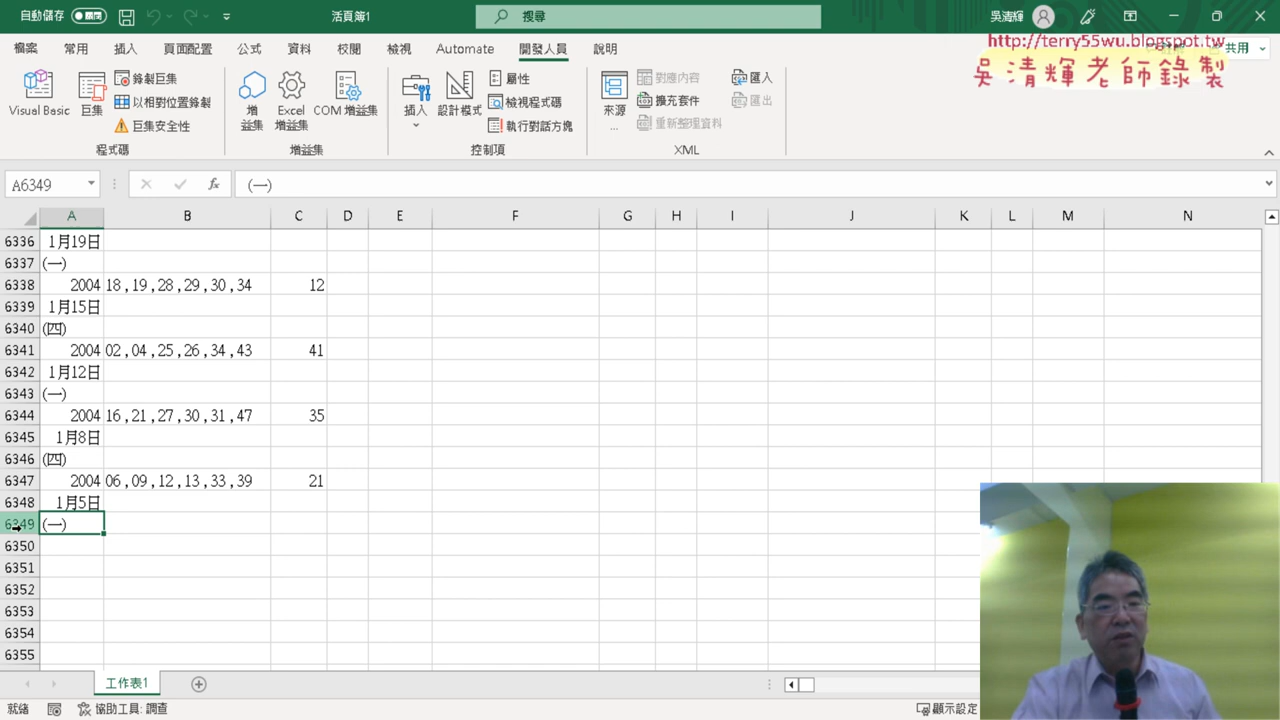 自動儲存 關閉 活頁簿1 搜尋 吳清輝
檔案 常用 插入 頁面配置 公式 資料 校閱 檢視 Automate 開發人員 說明 共用
http://terry55wu.blogspot.tw
吳清輝老師錄製
Visual Basic 巨集 錄製巨集 以相對位置錄製 巨集安全性
程式碼
增益集 Excel 增益集 COM 增益集
增益集
插入 設計模式 屬性 檢視程式碼 執行對話方塊
控制項
來源... 對應內容 擴充套件 重新整理資料 匯入 匯出
XML
A6349 fx (一)
A B C D E F G H I J K L M N
6336 1月19日
6337 (一)
6338 2004 18 ,19 ,28 ,29 ,30 ,34 12
6339 1月15日
6340 (四)
6341 2004 02 ,04 ,25 ,26 ,34 ,43 41
6342 1月12日
6343 (一)
6344 2004 16 ,21 ,27 ,30 ,31 ,47 35
6345 1月8日
6346 (四)
6347 2004 06 ,09 ,12 ,13 ,33 ,39 21
6348 1月5日
6349 (一)
6350
6351
6352
6353
6354
6355
工作表1
就緒 協助工具: 調查 顯示設定